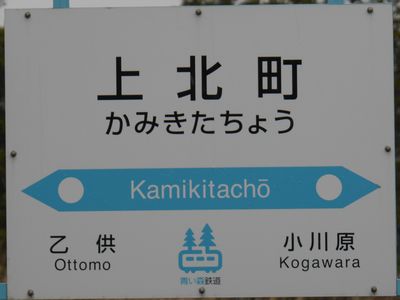 上北町
かみきたちょう
Kamikitachō
乙供
Ottomo
青い森鉄道
小川原
Kogawara